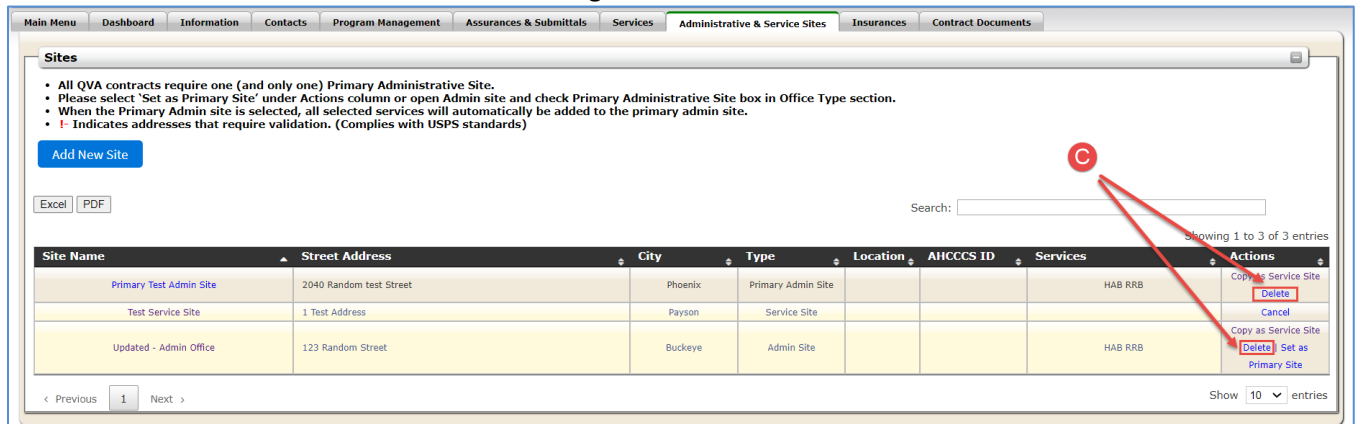 Main Menu Dashboard Information Contacts Program Management Assurances & Submittals Services Administrative & Service Sites Insurances Contract Documents
Sites
• All QVA contracts require one (and only one) Primary Administrative Site.
• Please select 'Set as Primary Site' under Actions column or open Admin site and check Primary Administrative Site box in Office Type section.
• When the Primary Admin site is selected, all selected services will automatically be added to the primary admin site.
• !- Indicates addresses that require validation. (Complies with USPS standards)
Add New Site
C
Excel PDF
Search:
Showing 1 to 3 of 3 entries
Site Name Street Address City Type Location AHCCCS ID Services Actions
Primary Test Admin Site 2040 Random test Street Phoenix Primary Admin Site HAB RRB Copy as Service Site
Delete
Test Service Site 1 Test Address Payson Service Site Cancel
Copy as Service Site
Updated - Admin Office 123 Random Street Buckeye Admin Site HAB RRB Delete | Set as
Primary Site
‹ Previous 1 Next ›
Show 10 entries